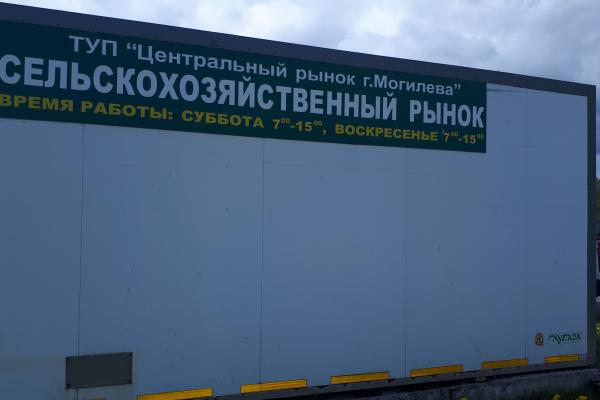 ТУП “Центральный рынок г.Могилева”
СЕЛЬСКОХОЗЯЙСТВЕННЫЙ РЫНОК
ВРЕМЯ РАБОТЫ: СУББОТА 7⁰⁰-15⁰⁰, ВОСКРЕСЕНЬЕ 7⁰⁰-15⁰⁰